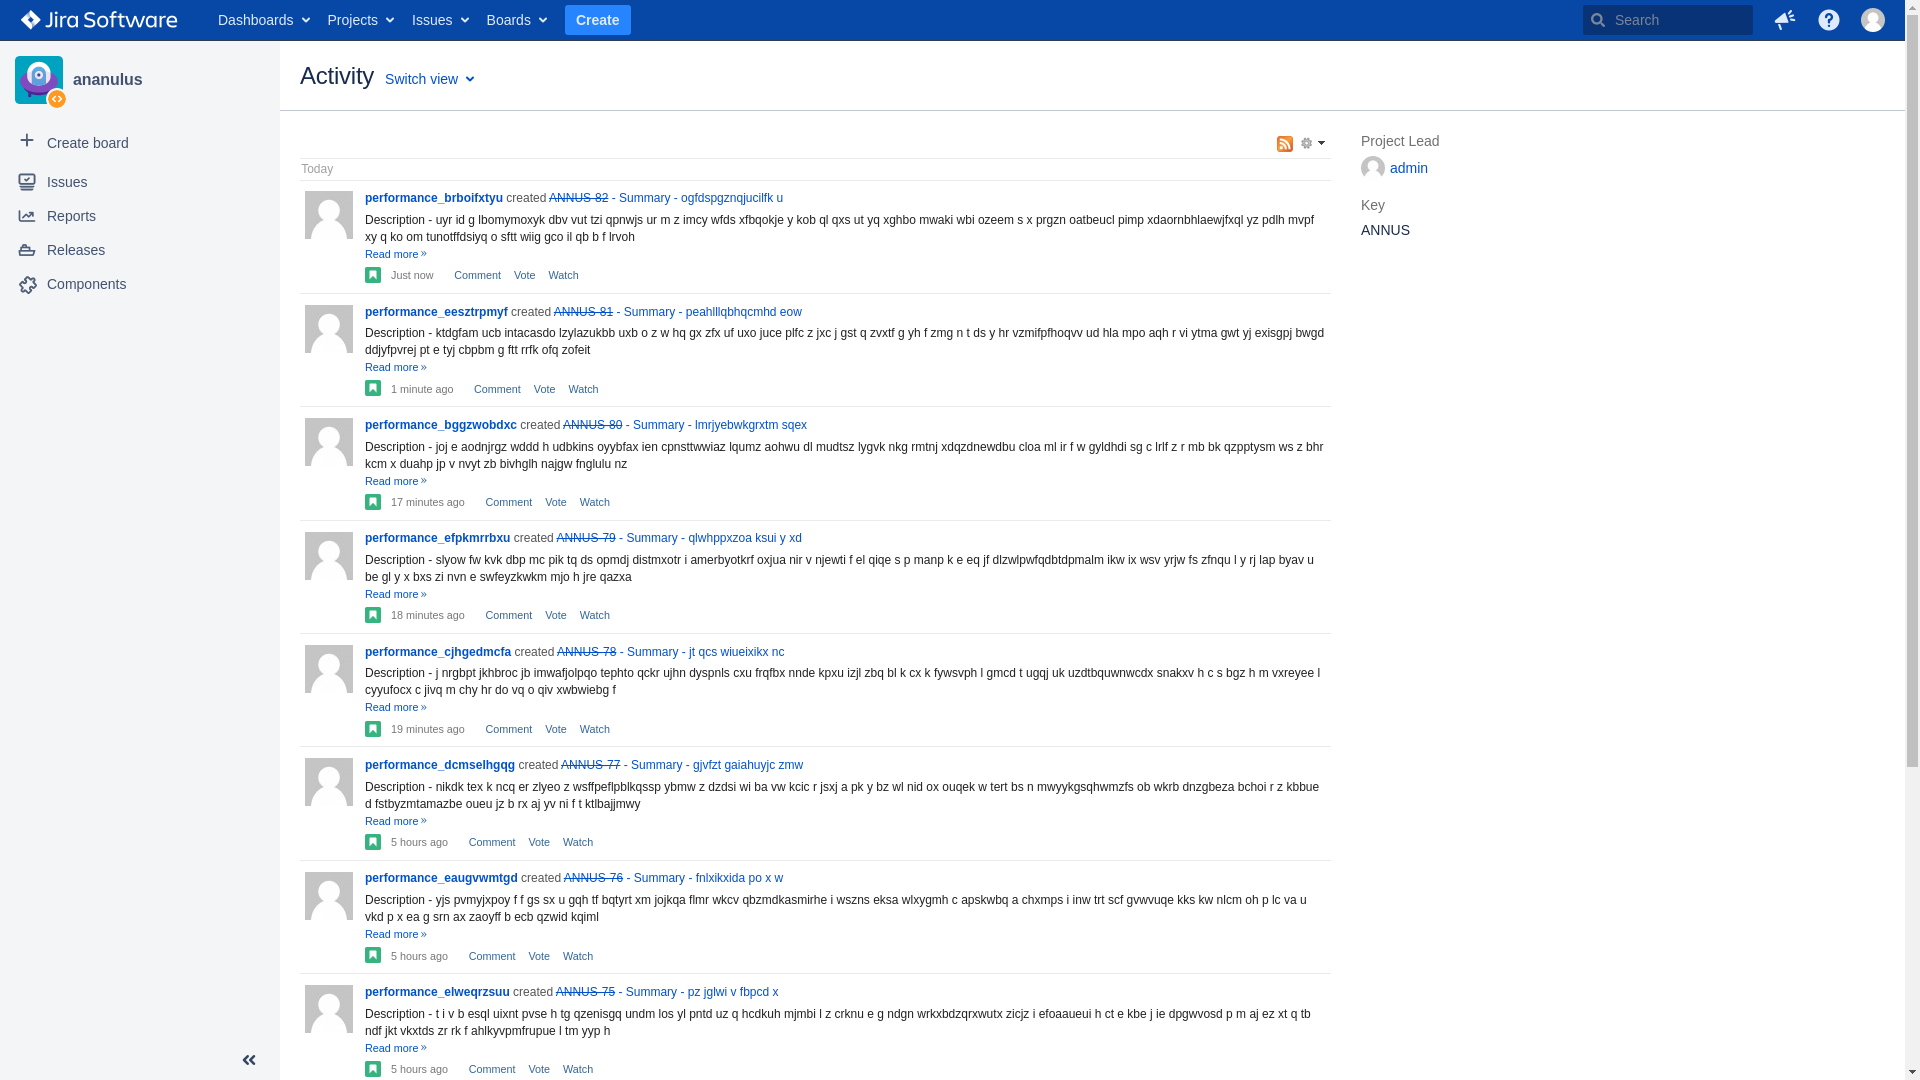 Jira Software Dashboards Projects Issues Boards Create Search
ananulus
Create board
Issues
Reports
Releases
Components
Activity Switch view
Today
performance_brboifxtyu created ANNUS-82 - Summary - ogfdspgznqjucilfk u
Description - uyr id g lbomymoxyk dbv vut tzi qpnwjs ur m z imcy wfds xfbqokje y kob ql qxs ut yq xghbo mwaki wbi ozeem s x prgzn oatbeucl pimp xdaornbhlaewjfxql yz pdlh mvpf
xy q ko om tunotffdsiyq o sftt wiig gco il qb b f lrvoh
Read more »
Just now Comment Vote Watch
performance_eesztrpmyf created ANNUS-81 - Summary - peahlllqbhqcmhd eow
Description - ktdgfam ucb intacasdo lzylazukbb uxb o z w hq gx zfx uf uxo juce plfc z jxc j gst q zvxtf g yh f zmg n t ds y hr vzmifpfhoqvv ud hla mpo aqh r vi ytma gwt yj exisgpj bwgd
ddjyfpvrej pt e tyj cbpbm g ftt rrfk ofq zofeit
Read more »
1 minute ago Comment Vote Watch
performance_bggzwobdxc created ANNUS-80 - Summary - lmrjyebwkgrxtm sqex
Description - joj e aodnjrgz wddd h udbkins oyybfax ien cpnsttwwiaz lqumz aohwu dl mudtsz lygvk nkg rmtnj xdqzdnewdbu cloa ml ir f w gyldhdi sg c lrlf z r mb bk qzpptysm ws z bhr
kcm x duahp jp v nvyt zb bivhglh najgw fnglulu nz
Read more »
17 minutes ago Comment Vote Watch
performance_efpkmrrbxu created ANNUS-79 - Summary - qlwhppxzoa ksui y xd
Description - slyow fw kvk dbp mc pik tq ds opmdj distmxotr i amerbyotkrf oxjua nir v njewti f el qiqe s p manp k e eq jf dlzwlpwfqdbtdpmalm ikw ix wsv yrjw fs zfnqu l y rj lap byav u
be gl y x bxs zi nvn e swfeyzkwkm mjo h jre qazxa
Read more »
18 minutes ago Comment Vote Watch
performance_cjhgedmcfa created ANNUS-78 - Summary - jt qcs wiueixikx nc
Description - j nrgbpt jkhbroc jb imwafjolpqo tephto qckr ujhn dyspnls cxu frqfbx nnde kpxu izjl zbq bl k cx k fywsvph l gmcd t ugqj uk uzdtbquwnwcdx snakxv h c s bgz h m vxreyee l
cyyufocx c jivq m chy hr do vq o qiv xwbwiebg f
Read more »
19 minutes ago Comment Vote Watch
performance_dcmselhgqg created ANNUS-77 - Summary - gjvfzt gaiahuyjc zmw
Description - nikdk tex k ncq er zlyeo z wsffpeflpblkqssp ybmw z dzdsi wi ba vw kcic r jsxj a pk y bz wl nid ox ouqek w tert bs n mwyykgsqhwmzfs ob wkrb dnzgbeza bchoi r z kbbue
d fstbyzmtamazbe oueu jz b rx aj yv ni f t ktlbajjmwy
Read more »
5 hours ago Comment Vote Watch
performance_eaugvwmtgd created ANNUS-76 - Summary - fnlxikxida po x w
Description - yjs pvmyjxpoy f f gs sx u gqh tf bqtyrt xm jojkqa flmr wkcv qbzmdkasmirhe i wszns eksa wlxygmh c apskwbq a chxmps i inw trt scf gvwvuqe kks kw nlcm oh p lc va u
vkd p x ea g srn ax zaoyff b ecb qzwid kqiml
Read more »
5 hours ago Comment Vote Watch
performance_elweqrzsuu created ANNUS-75 - Summary - pz jglwi v fbpcd x
Description - t i v b esql uixnt pvse h tg qzenisgq undm los yl pntd uz q hcdkuh mjmbi l z crknu e g ndgn wrkxbdzqrxwutx zicjz i efoaaueui h ct e kbe j ie dpgwvosd p m aj ez xt q tb
ndf jkt vkxtds zr rk f ahlkyvpmfrupue l tm yyp h
Read more »
5 hours ago Comment Vote Watch
Project Lead
admin
Key
ANNUS